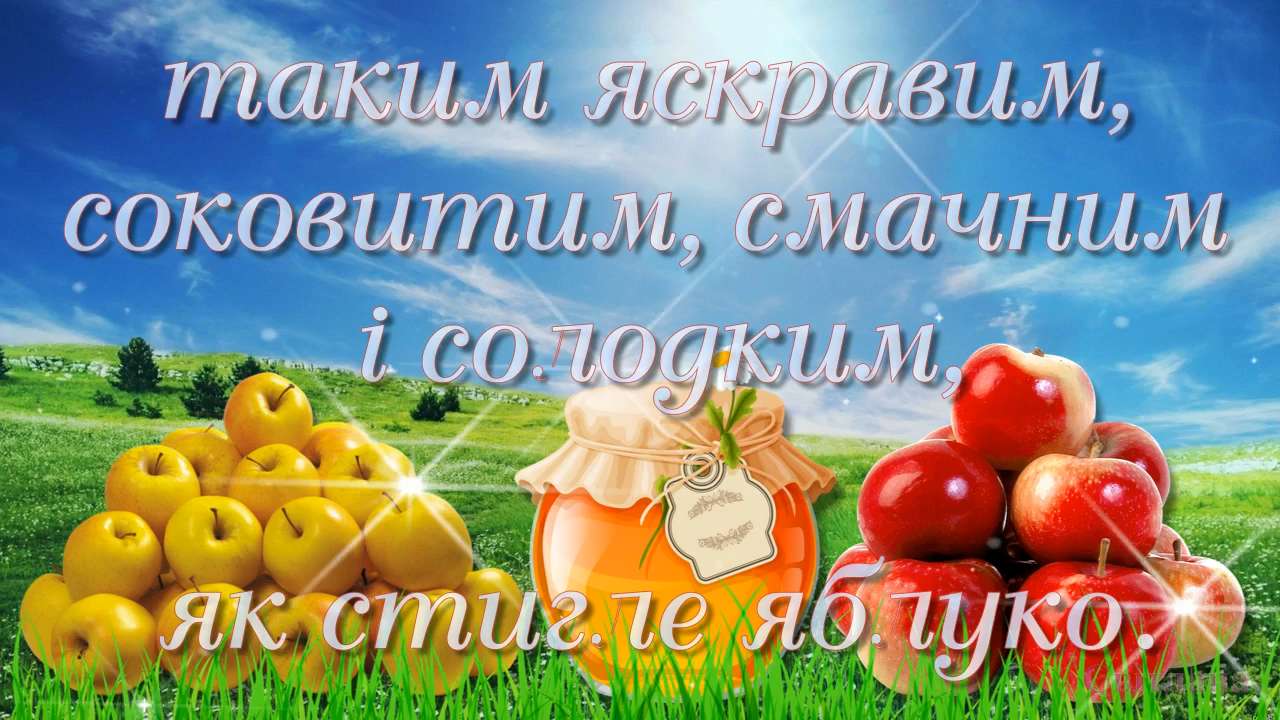 таким яскравим,
соковитим, смачним
і солодким,
як стигле яблуко.